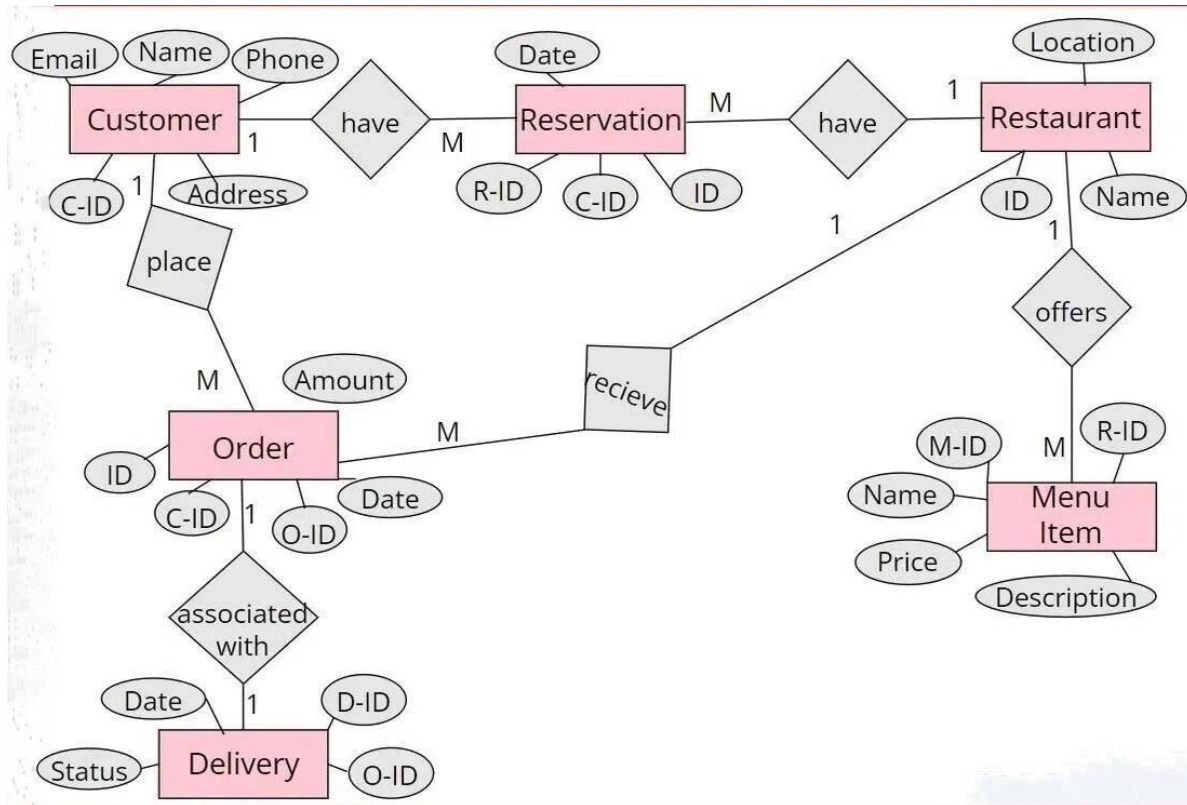 Email
Name
Phone
Date
Location
Customer
have
Reservation
have
Restaurant
1
M
M
1
C-ID
Address
R-ID
C-ID
ID
ID
Name
1
place
1
1
offers
M
Amount
recieve
Order
M
ID
C-ID
1
O-ID
Date
M-ID
R-ID
M
Name
Menu
Item
Price
Description
associated
with
Date
1
D-ID
Status
Delivery
O-ID